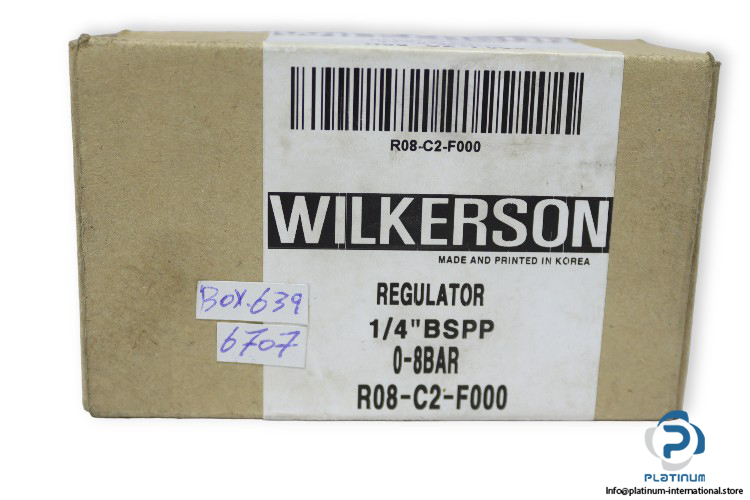 R08-C2-F000
WILKERSON
MADE AND PRINTED IN KOREA
REGULATOR
1/4"BSPP
0-8BAR
R08-C2-F000
BOX.639
6707
PLATINUM
Info@platinum-international.store